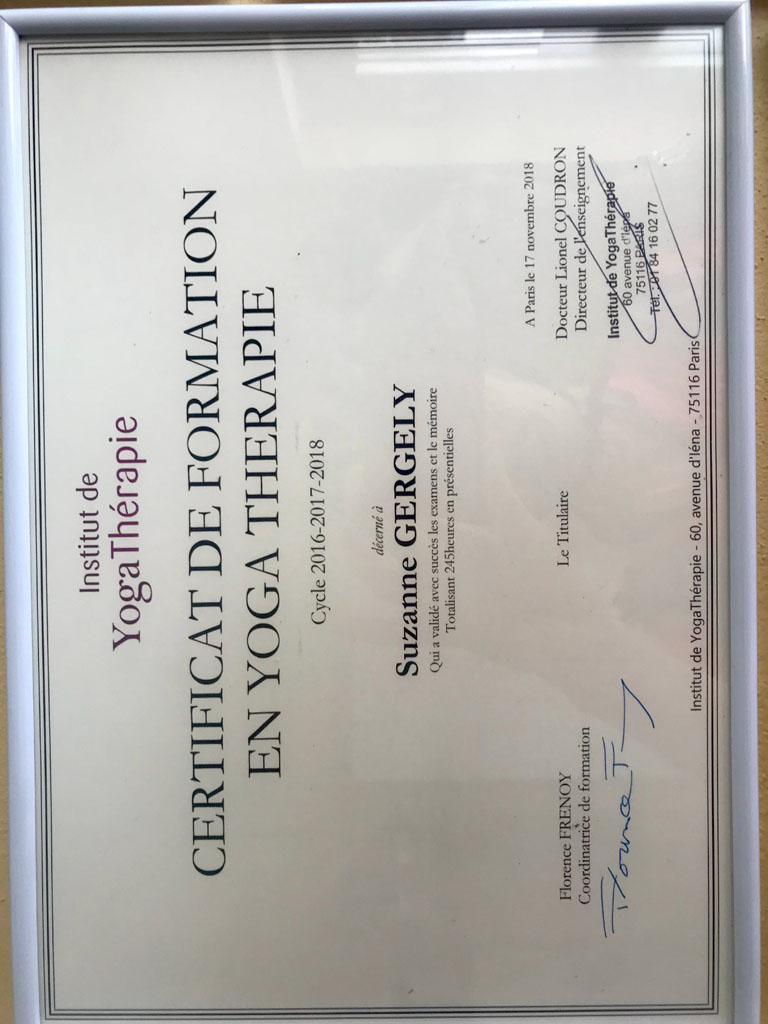 Institut de
YogaThérapie
CERTIFICAT DE FORMATION
EN YOGA THERAPIE
Cycle 2016-2017-2018
décerné à
Suzanne GERGELY
Qui a validé avec succès les examens et le mémoire
Totalisant 245heures en présentielles
A Paris le 17 novembre 2018
Florence FRENOY
Coordinatrice de formation
Le Titulaire
Docteur Lionel COUDRON
Directeur de l'enseignement
Institut de YogaThérapie
60 avenue d'Iéna
75116 PARIS
Tél. : 01 84 16 02 77
Institut de YogaThérapie - 60, avenue d'Iéna - 75116 Paris